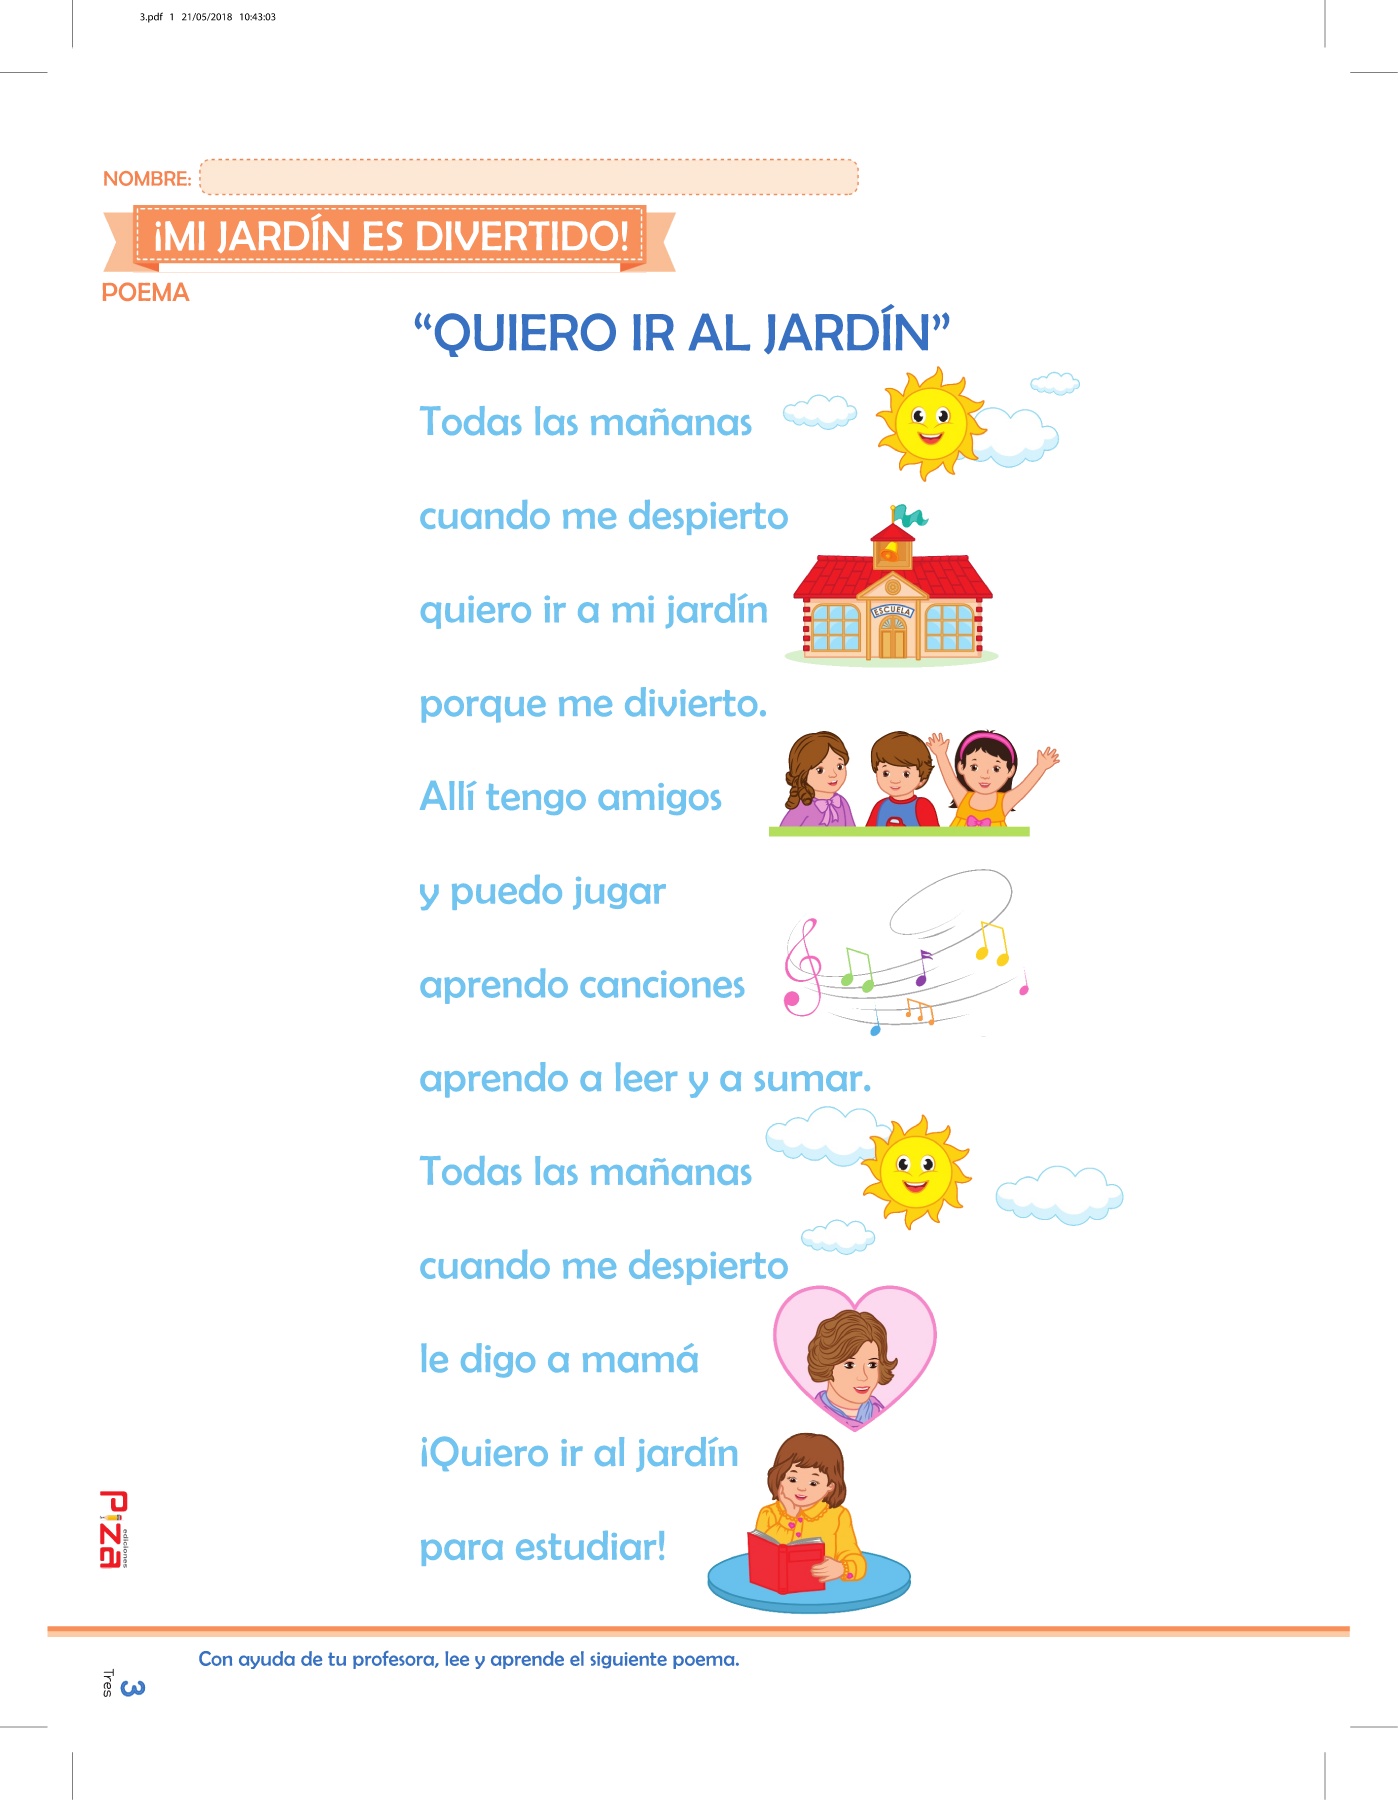 3.pdf 1 21/05/2018 10:43:03
NOMBRE:
¡MI JARDÍN ES DIVERTIDO!
POEMA
“QUIERO IR AL JARDÍN”
Todas las mañanas
cuando me despierto
ESCUELA
quiero ir a mi jardín
porque me divierto.
Allí tengo amigos
y puedo jugar
aprendo canciones
aprendo a leer y a sumar.
Todas las mañanas
cuando me despierto
le digo a mamá
¡Quiero ir al jardín
para estudiar!
Piza
ediciones
Con ayuda de tu profesora, lee y aprende el siguiente poema.
3
Tres